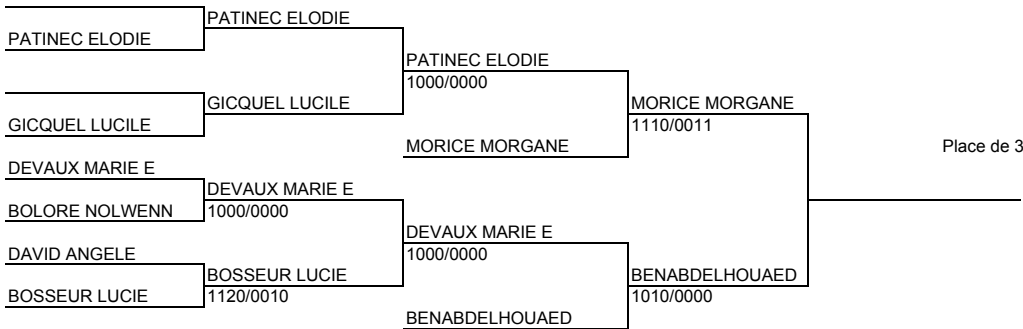 PATINEC ELODIE
PATINEC ELODIE
PATINEC ELODIE
1000/0000
GICQUEL LUCILE
GICQUEL LUCILE
MORICE MORGANE
1110/0011
MORICE MORGANE
Place de 3
DEVAUX MARIE E
DEVAUX MARIE E
BOLORE NOLWENN
1000/0000
DEVAUX MARIE E
1000/0000
DAVID ANGELE
BOSSEUR LUCIE
BOSSEUR LUCIE
1120/0010
BENABDELHOUAED
1010/0000
BENABDELHOUAED